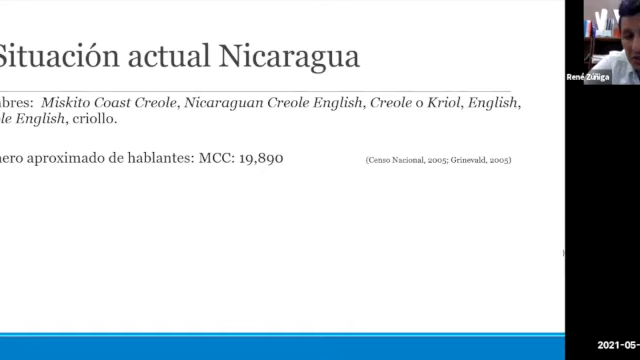 Situación actual Nicaragua
bres: Miskito Coast Creole, Nicaraguan Creole English, Creole o Kriol, English,
le English, criollo.
ero aproximado de hablantes: MCC: 19,890 (Censo Nacional, 2005; Grinevald, 2005)
René Zúñiga
2021-05-